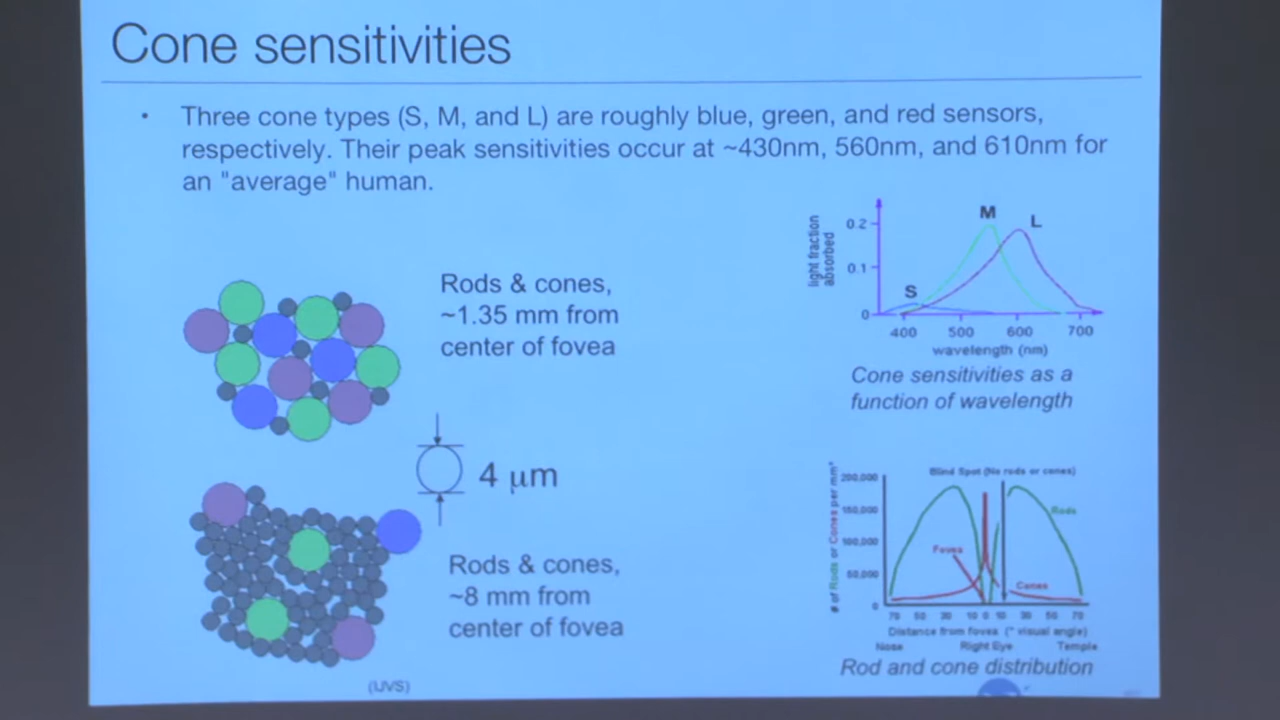 Cone sensitivities
• Three cone types (S, M, and L) are roughly blue, green, and red sensors,
respectively. Their peak sensitivities occur at ~430nm, 560nm, and 610nm for
an "average" human.
Rods & cones,
~1.35 mm from
center of fovea
4 μm
Rods & cones,
~8 mm from
center of fovea
(UVS)
light fraction
absorbed
0.2
0.1
0
M
L
S
400 500 600 700
wavelength (nm)
Cone sensitivities as a
function of wavelength
# of Rods or Cones per mm²
Blind Spot (No rods or cones)
200,000
150,000
100,000
50,000
0
Rods
Fovea
Cones
70 50 30 10 0 10 30 50 70
Distance from fovea (° visual angle)
Nose Right Eye Temple
Rod and cone distribution